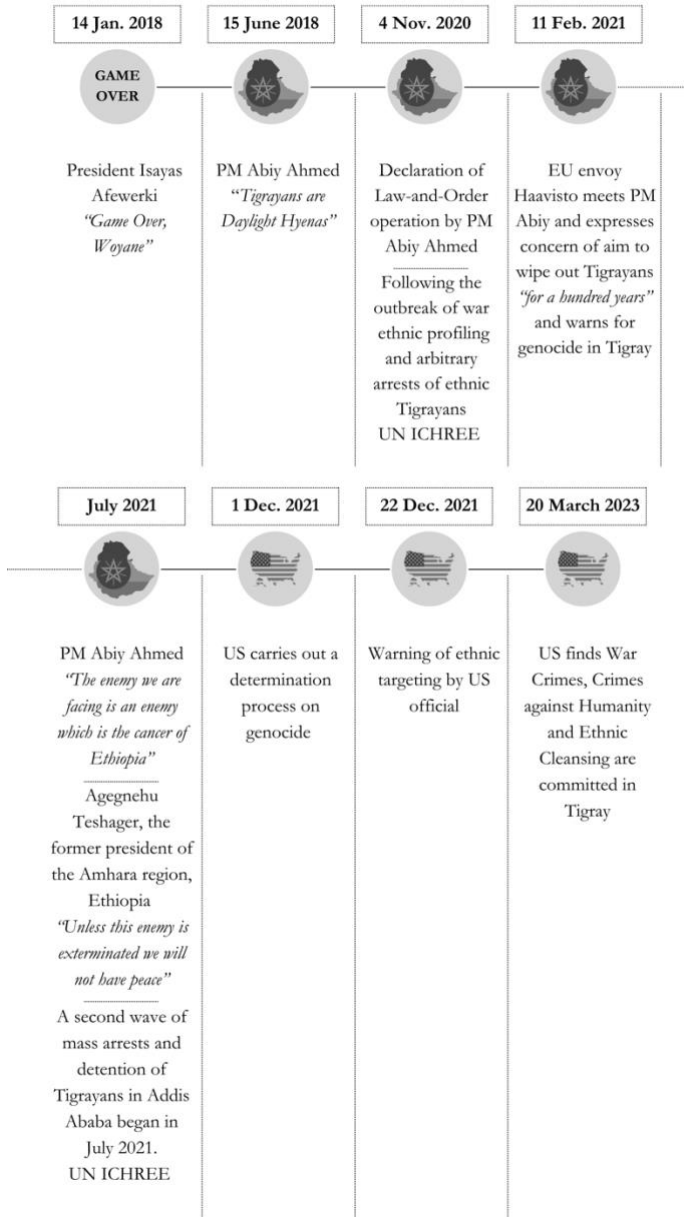 14 Jan. 2018
GAME
OVER
President Isayas
Afewerki
“Game Over,
Woyane”
15 June 2018
PM Abiy Ahmed
“Tigrayans are
Daylight Hyenas”
4 Nov. 2020
Declaration of
Law-and-Order
operation by PM
Abiy Ahmed
Following the
outbreak of war
ethnic profiling
and arbitrary
arrests of ethnic
Tigrayans
UN ICHREE
11 Feb. 2021
EU envoy
Haavisto meets PM
Abiy and expresses
concern of aim to
wipe out Tigrayans
“for a hundred years”
and warns for
genocide in Tigray
July 2021
PM Abiy Ahmed
“The enemy we are
facing is an enemy
which is the cancer of
Ethiopia”
Agegnehu
Teshager, the
former president of
the Amhara region,
Ethiopia
“Unless this enemy is
exterminated we will
not have peace”
A second wave of
mass arrests and
detention of
Tigrayans in Addis
Ababa began in
July 2021.
UN ICHREE
1 Dec. 2021
US carries out a
determination
process on
genocide
22 Dec. 2021
Warning of ethnic
targeting by US
official
20 March 2023
US finds War
Crimes, Crimes
against Humanity
and Ethnic
Cleansing are
committed in
Tigray